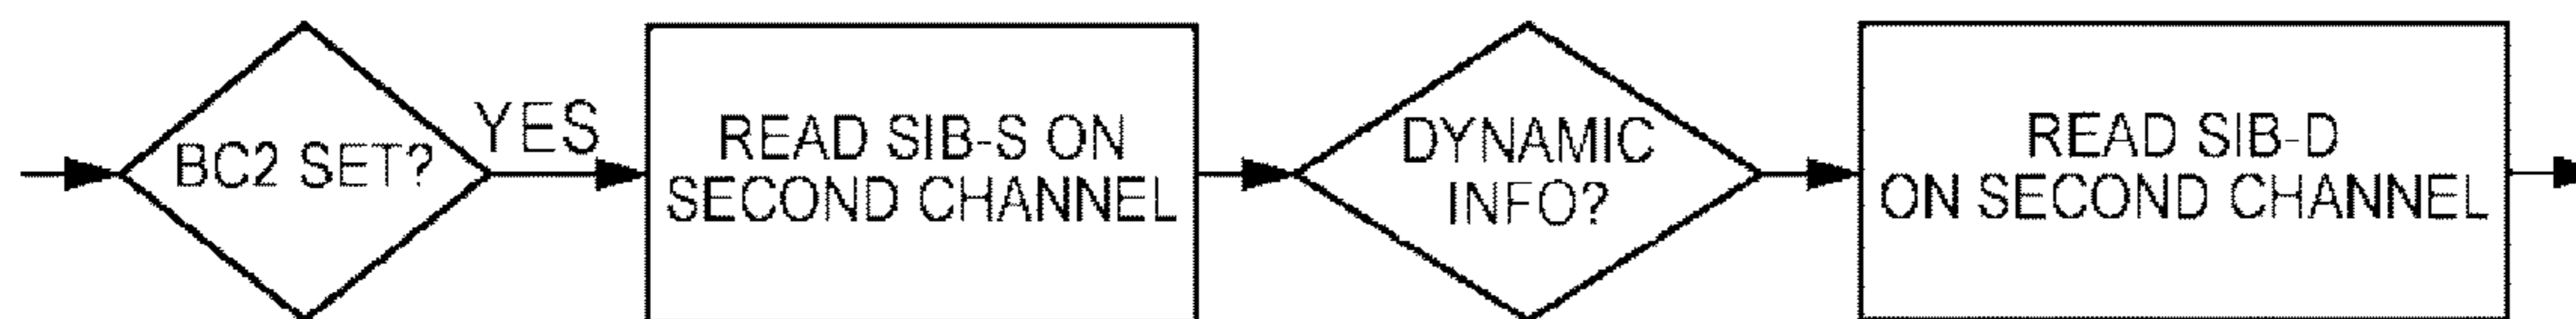 BC2 SET?
YES
READ SIB-S ON
SECOND CHANNEL
DYNAMIC
INFO?
READ SIB-D
ON SECOND CHANNEL